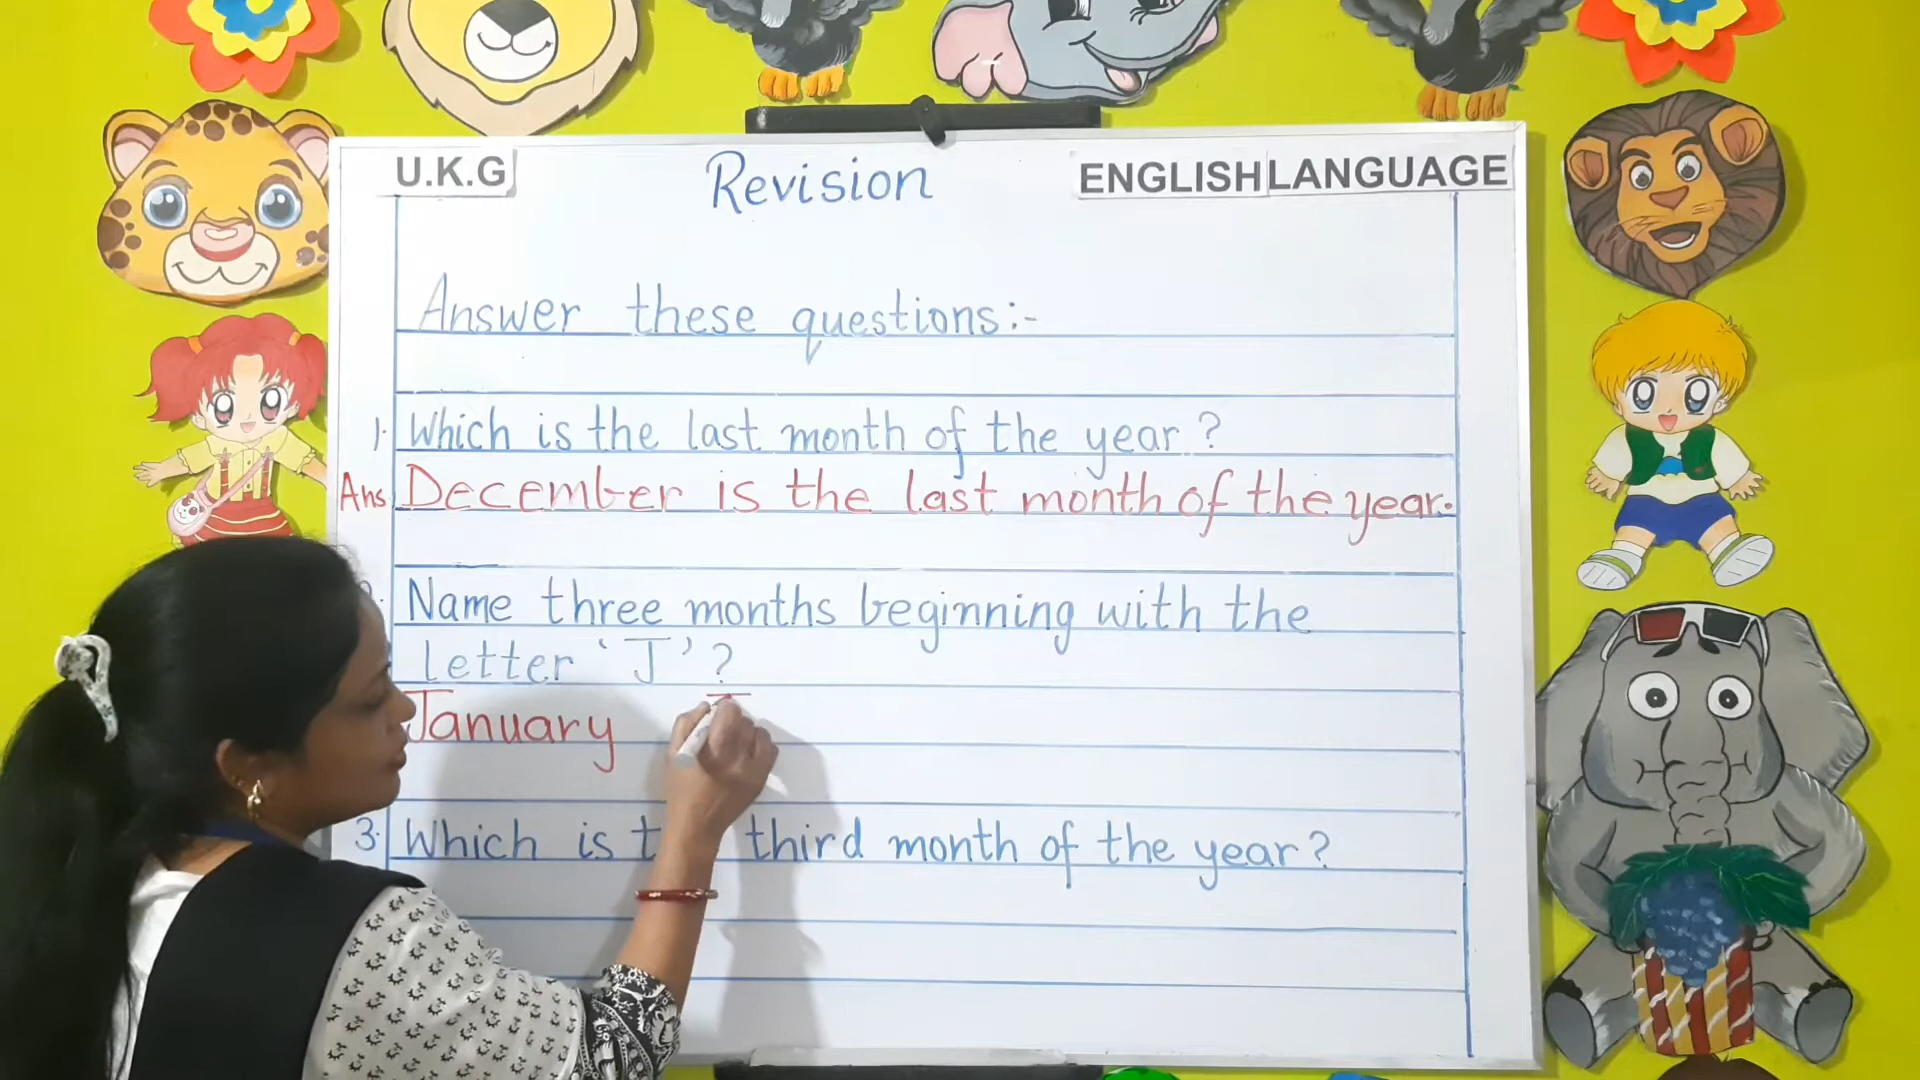 U.K.G Revision ENGLISH LANGUAGE
Answer these questions:-
1. Which is the last month of the year?
Ans December is the last month of the year.
Name three months beginning with the
letter 'J'?
January
3. Which is third month of the year?